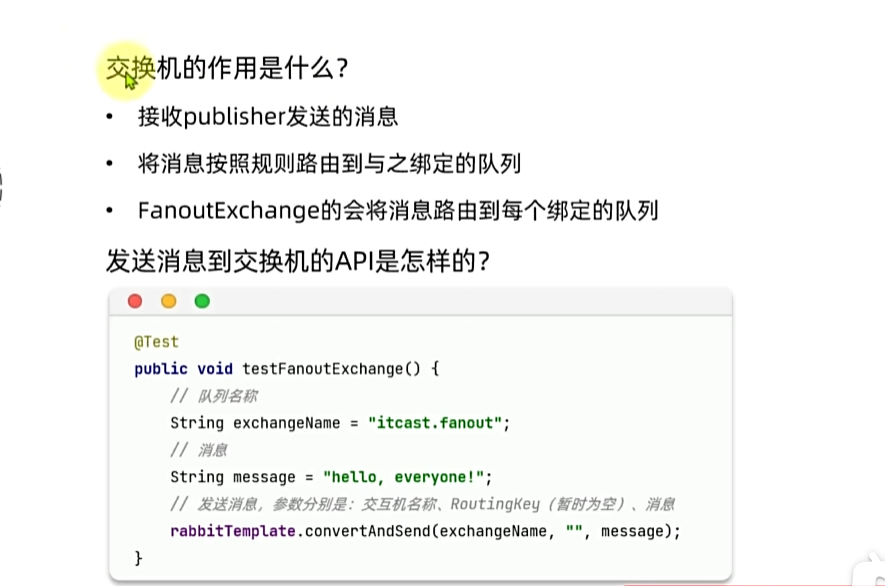 交换机的作用是什么？
• 接收publisher发送的消息
• 将消息按照规则路由到与之绑定的队列
• FanoutExchange的会将消息路由到每个绑定的队列
发送消息到交换机的API是怎样的？
@Test
public void testFanoutExchange() {
// 队列名称
String exchangeName = "itcast.fanout";
// 消息
String message = "hello, everyone!";
// 发送消息，参数分别是：交互机名称、RoutingKey（暂时为空）、消息
rabbitTemplate.convertAndSend(exchangeName, "", message);
}